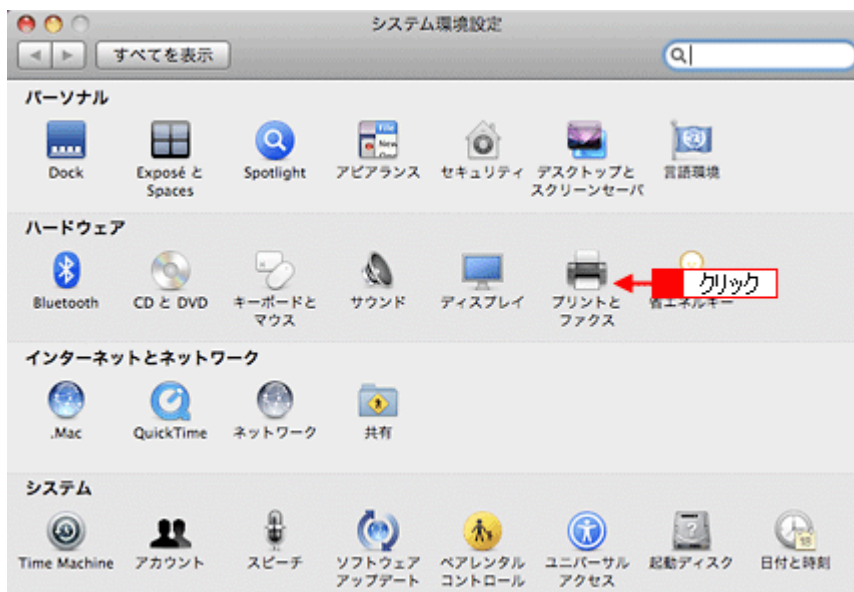 システム環境設定
すべてを表示
パーソナル
Dock
Exposé と
Spaces
Spotlight
アピアランス
セキュリティ
デスクトップと
スクリーンセーバ
言語環境
ハードウェア
Bluetooth
CD と DVD
キーボードと
マウス
サウンド
ディスプレイ
プリントと
ファクス
クリック
省エネルギー
インターネットとネットワーク
.Mac
QuickTime
ネットワーク
共有
システム
Time Machine
アカウント
スピーチ
ソフトウェア
アップデート
ペアレンタル
コントロール
ユニバーサル
アクセス
起動ディスク
日付と時刻